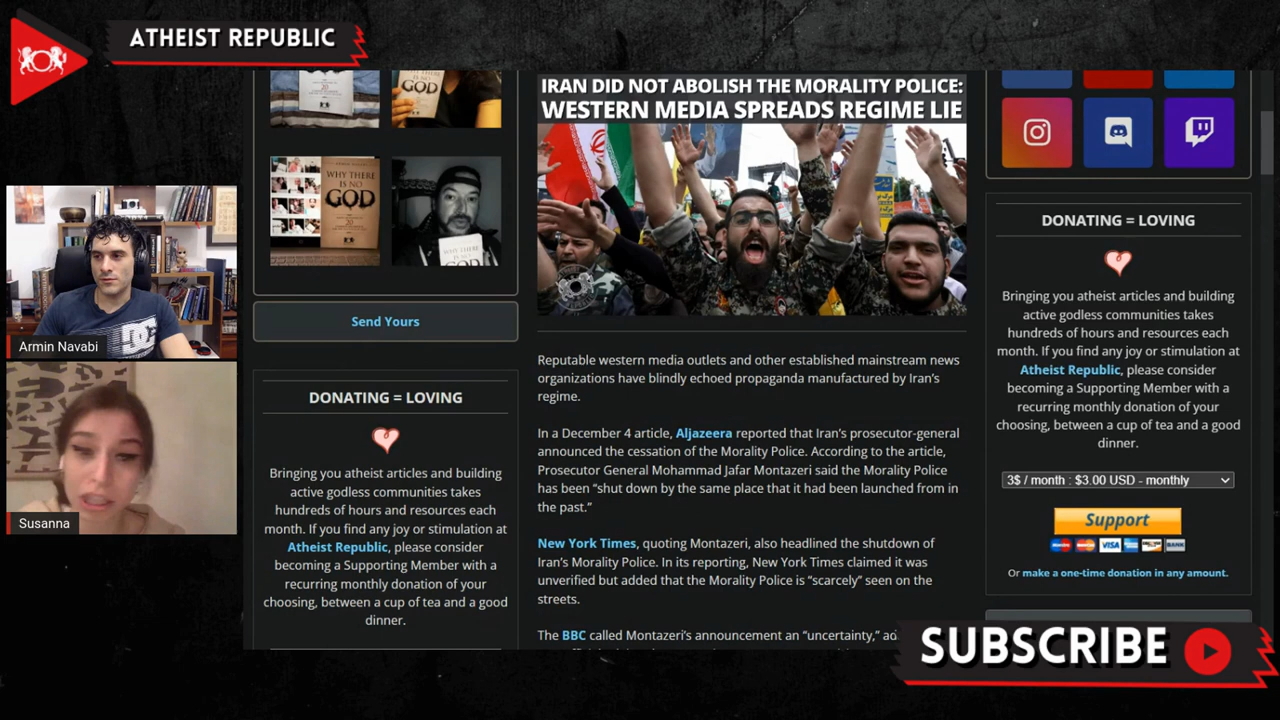 ATHEIST REPUBLIC
Armin Navabi
Susanna
GOD
WHY THERE
IS NO
GOD
WHY THERE
IS NO
GOD
Send Yours
DONATING = LOVING
Bringing you atheist articles and building
active godless communities takes
hundreds of hours and resources each
month. If you find any joy or stimulation at
Atheist Republic, please consider
becoming a Supporting Member with a
recurring monthly donation of your
choosing, between a cup of tea and a good
dinner.
IRAN DID NOT ABOLISH THE MORALITY POLICE:
WESTERN MEDIA SPREADS REGIME LIE
Reputable western media outlets and other established mainstream news
organizations have blindly echoed propaganda manufactured by Iran's
regime.
In a December 4 article, Aljazeera reported that Iran's prosecutor-general
announced the cessation of the Morality Police. According to the article,
Prosecutor General Mohammad Jafar Montazeri said the Morality Police
has been “shut down by the same place that it had been launched from in
the past.”
New York Times, quoting Montazeri, also headlined the shutdown of
Iran's Morality Police. In its reporting, New York Times claimed it was
unverified but added that the Morality Police is “scarcely” seen on the
streets.
The BBC called Montazeri's announcement an “uncertainty,”
DONATING = LOVING
Bringing you atheist articles and building
active godless communities takes
hundreds of hours and resources each
month. If you find any joy or stimulation at
Atheist Republic, please consider
becoming a Supporting Member with a
recurring monthly donation of your
choosing, between a cup of tea and a good
dinner.
3$ / month : $3.00 USD - monthly
Support
VISA
BANK
Or make a one-time donation in any amount.
SUBSCRIBE